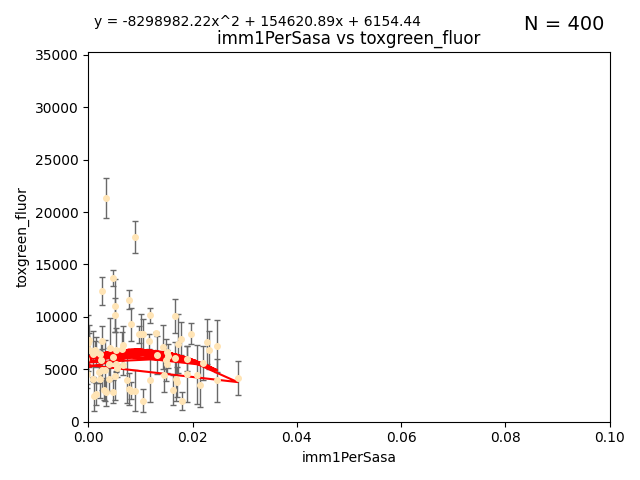 y = -8298982.22x^2 + 154620.89x + 6154.44
N = 400
imm1PerSasa vs toxgreen_fluor
35000
30000
25000
20000
15000
10000
5000
0
toxgreen_fluor
0.00 0.02 0.04 0.06 0.08 0.10
imm1PerSasa